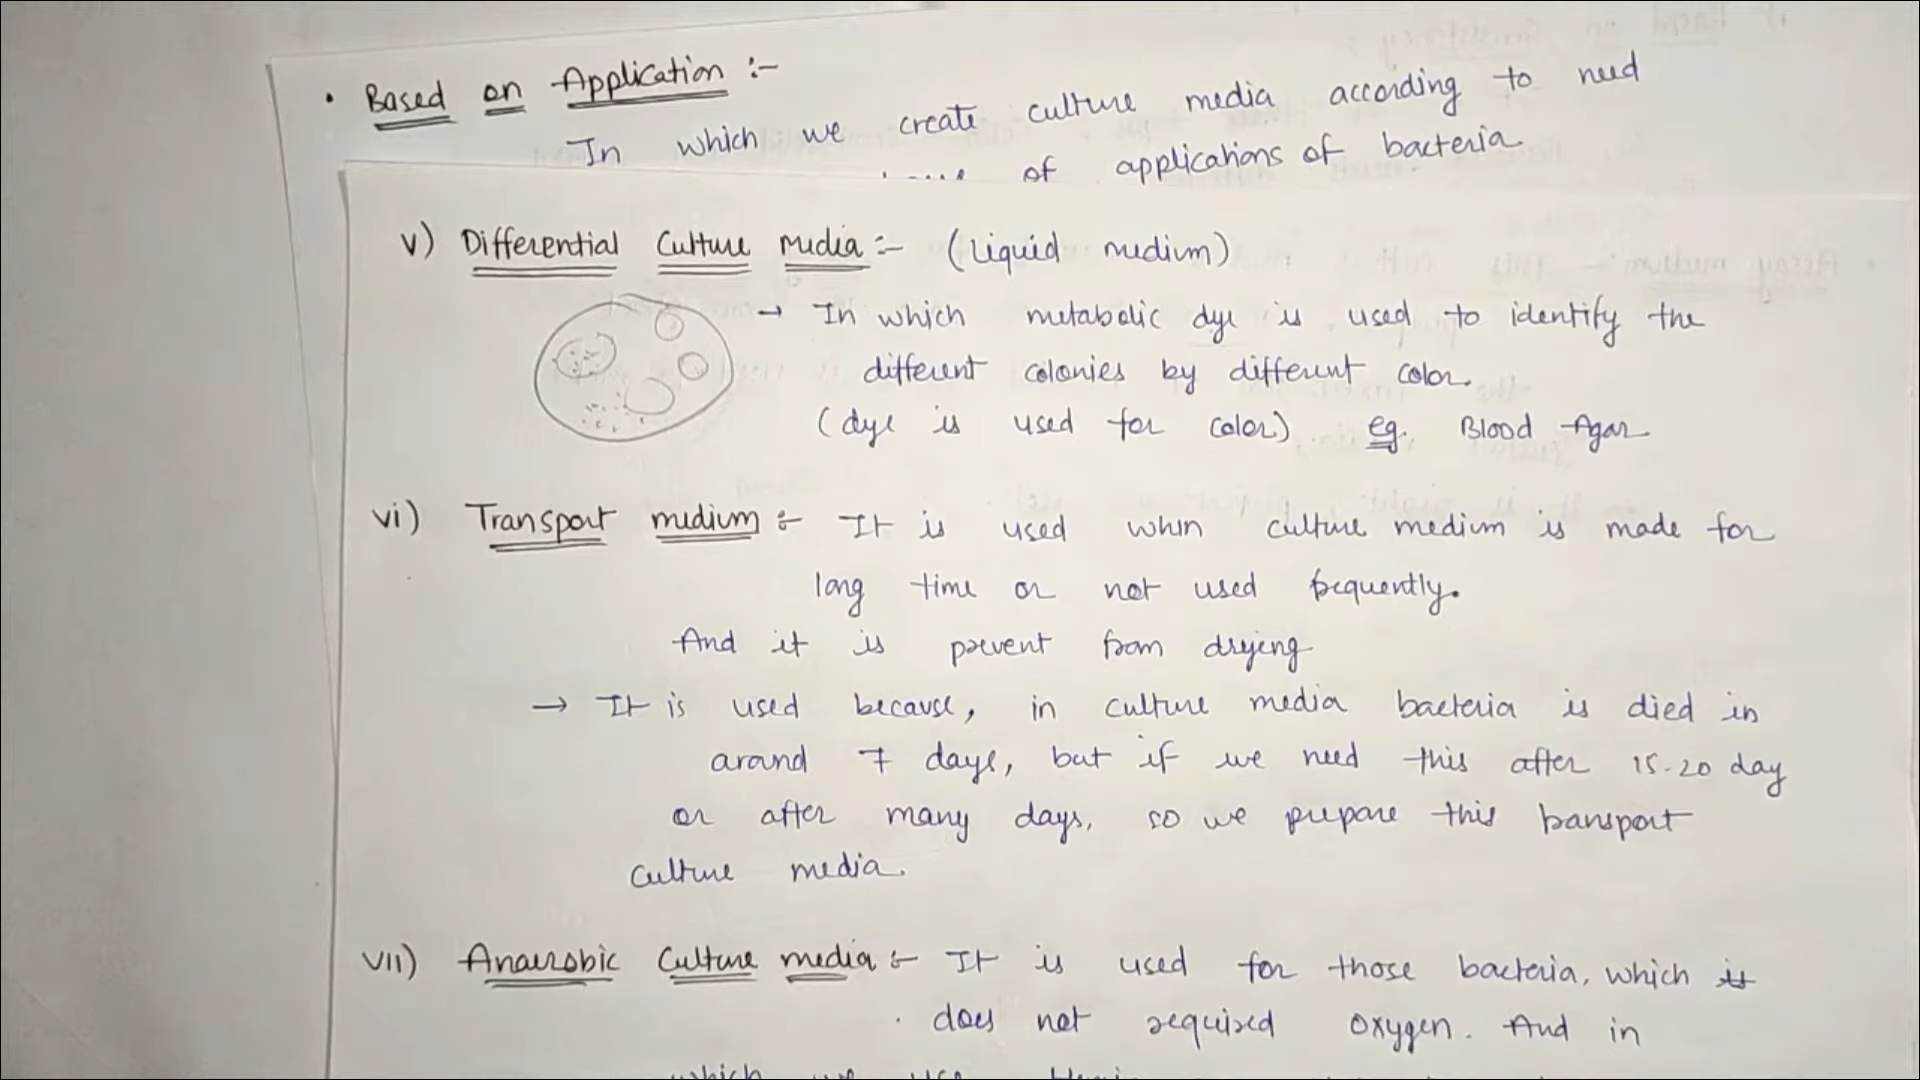 • Based on Application :-
In which we create culture media according to need
of applications of bacteria
v) Differential Culture Media :- (Liquid medium)
→ In which metabolic dye is used to identify the
different colonies by different color.
(dye is used for color) eg. Blood Agar
vi) Transport medium :- It is used when culture medium is made for
long time or not used frequently.
And it is prevent from drying
→ It is used because, in culture media bacteria is died in
around 7 days, but if we need this after 15-20 day
or after many days, so we prepare this transport
culture media.
VII) Anaerobic Culture media :- It is used for those bacteria, which is
does not required oxygen. And in
which we use